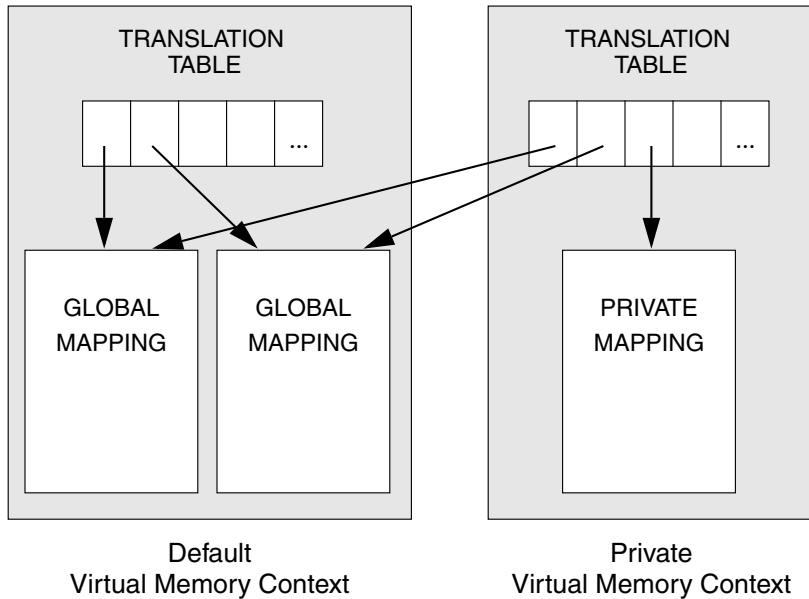 TRANSLATION
TABLE
...
GLOBAL
MAPPING
GLOBAL
MAPPING
Default
Virtual Memory Context
TRANSLATION
TABLE
...
PRIVATE
MAPPING
Private
Virtual Memory Context